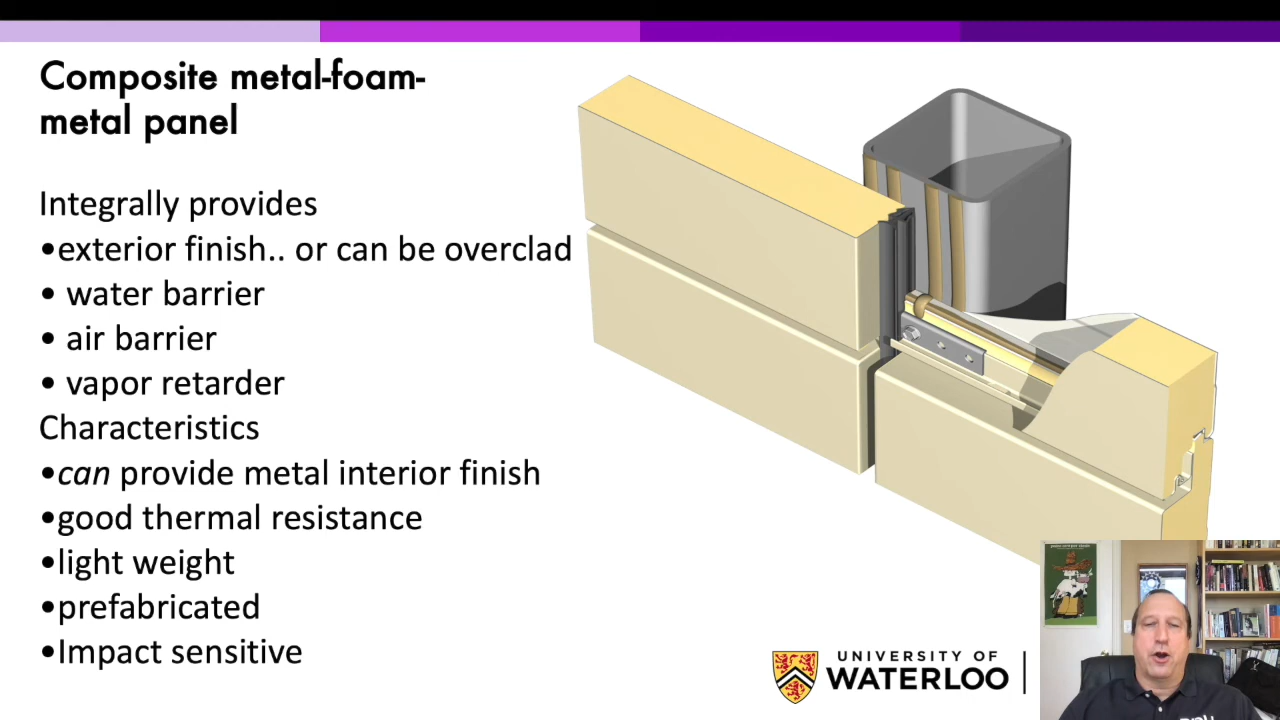 Composite metal-foam-
metal panel
Integrally provides
•exterior finish.. or can be overclad
• water barrier
• air barrier
• vapor retarder
Characteristics
•can provide metal interior finish
•good thermal resistance
•light weight
•prefabricated
•Impact sensitive
UNIVERSITY OF
WATERLOO